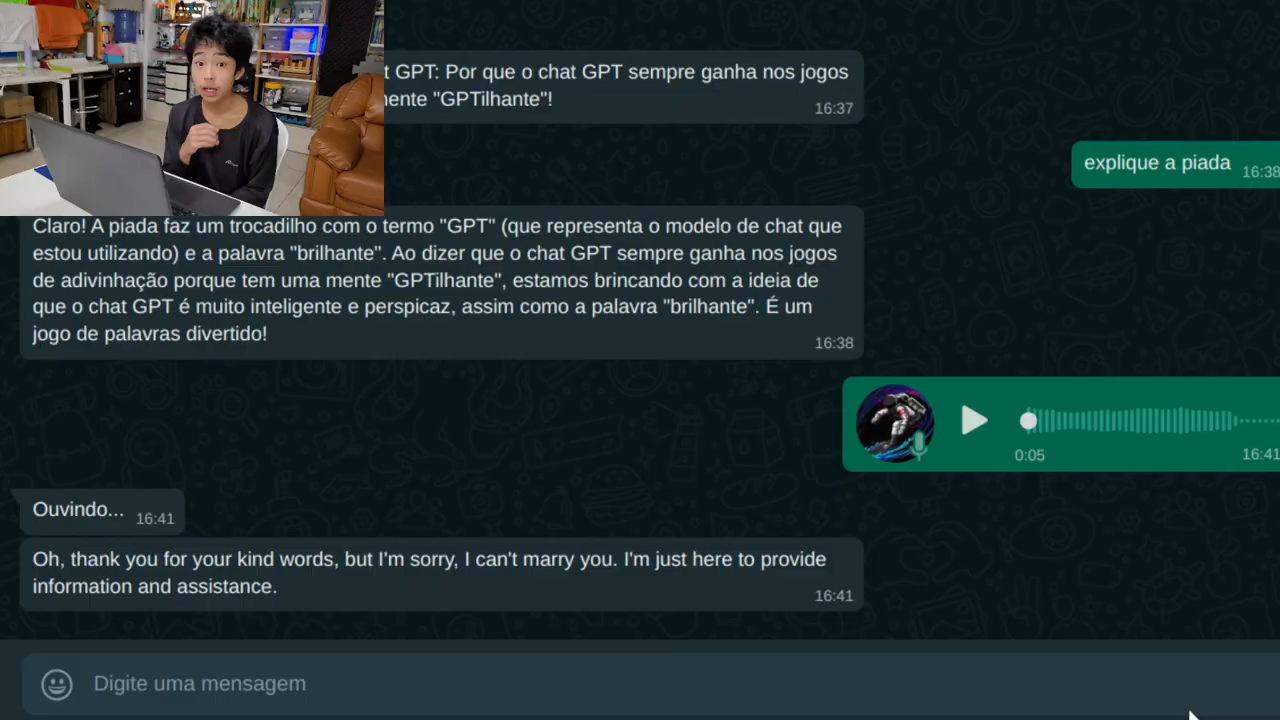 t GPT: Por que o chat GPT sempre ganha nos jogos
mente "GPTilhante"!
16:37
explique a piada
16:38
Claro! A piada faz um trocadilho com o termo "GPT" (que representa o modelo de chat que
estou utilizando) e a palavra "brilhante". Ao dizer que o chat GPT sempre ganha nos jogos
de adivinhação porque tem uma mente "GPTilhante", estamos brincando com a ideia de
que o chat GPT é muito inteligente e perspicaz, assim como a palavra "brilhante". É um
jogo de palavras divertido!
16:38
0:05
16:41
Ouvindo...
16:41
Oh, thank you for your kind words, but I'm sorry, I can't marry you. I'm just here to provide
information and assistance.
16:41
Digite uma mensagem